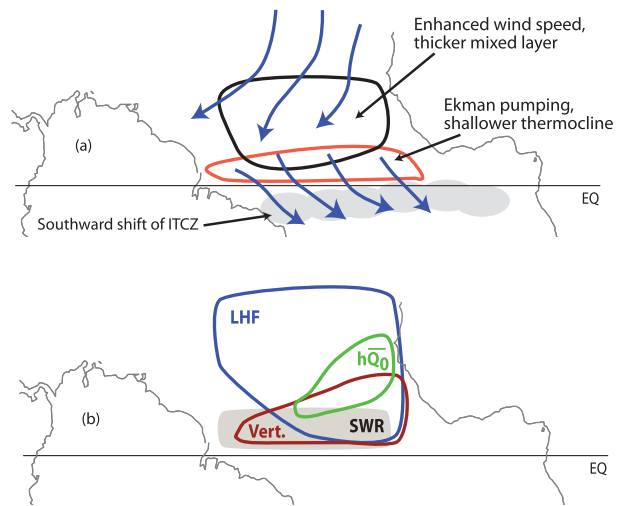 Enhanced wind speed,
thicker mixed layer
Ekman pumping,
shallower thermocline
(a)
EQ
Southward shift of ITCZ
LHF
hQ̅₀
(b)
Vert.
SWR
EQ